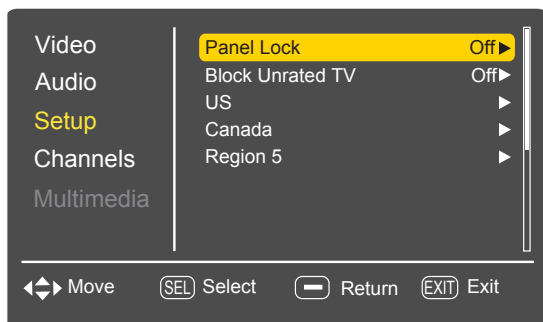 Video
Audio
Setup
Channels
Multimedia
Panel Lock Off
Block Unrated TV Off
US
Canada
Region 5
Move SEL Select Return EXIT Exit